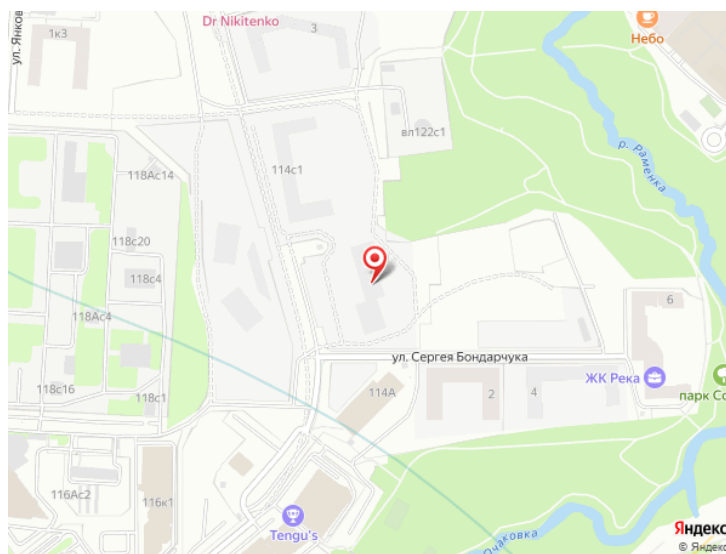 Dr Nikitenko
3
1к3
ул. Янков
Небо
вл122с1
р. Раменка
114с1
118Ас14
118с20
118с4
118Ас4
6
ул. Сергея Бондарчука
118с16
118с1
114А
2
4
ЖК Река
парк Со
116Ас2
116к1
Tengu's
Очаковка
Яндекс
© Яндекс